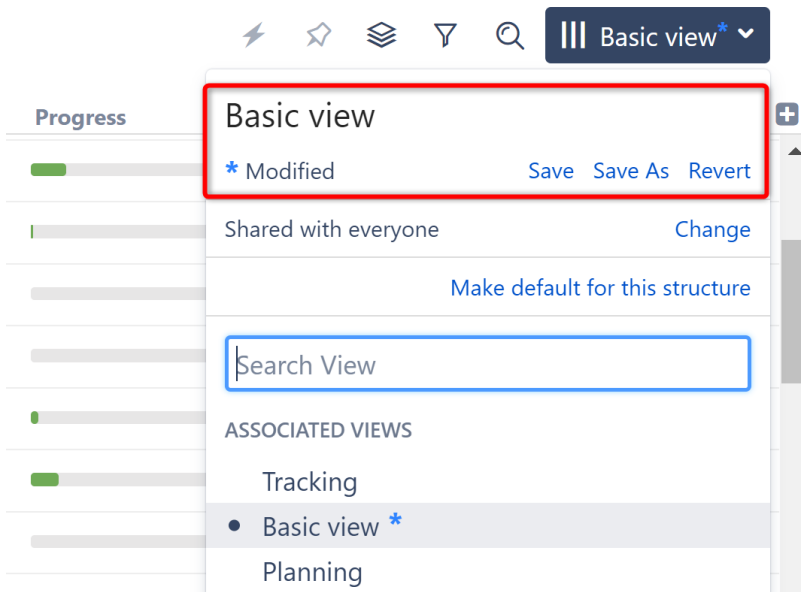 Basic view*
Progress
Basic view
* Modified Save Save As Revert
Shared with everyone Change
Make default for this structure
Search View
ASSOCIATED VIEWS
Tracking
Basic view *
Planning